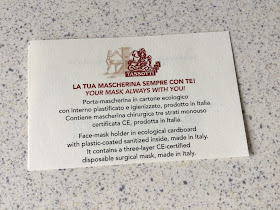 TASSOTTI
LA TUA MASCHERINA SEMPRE CON TE!
YOUR MASK ALWAYS WITH YOU!
Porta-mascherina in cartone ecologico
con interno plastificato e igienizzato, prodotto in Italia.
Contiene mascherina chirurgica tre strati monouso
certificata CE, prodotta in Italia.
Face-mask holder in ecological cardboard
with plastic-coated sanitized inside, made in Italy.
It contains a three-layer CE-certified
disposable surgical mask, made in Italy.